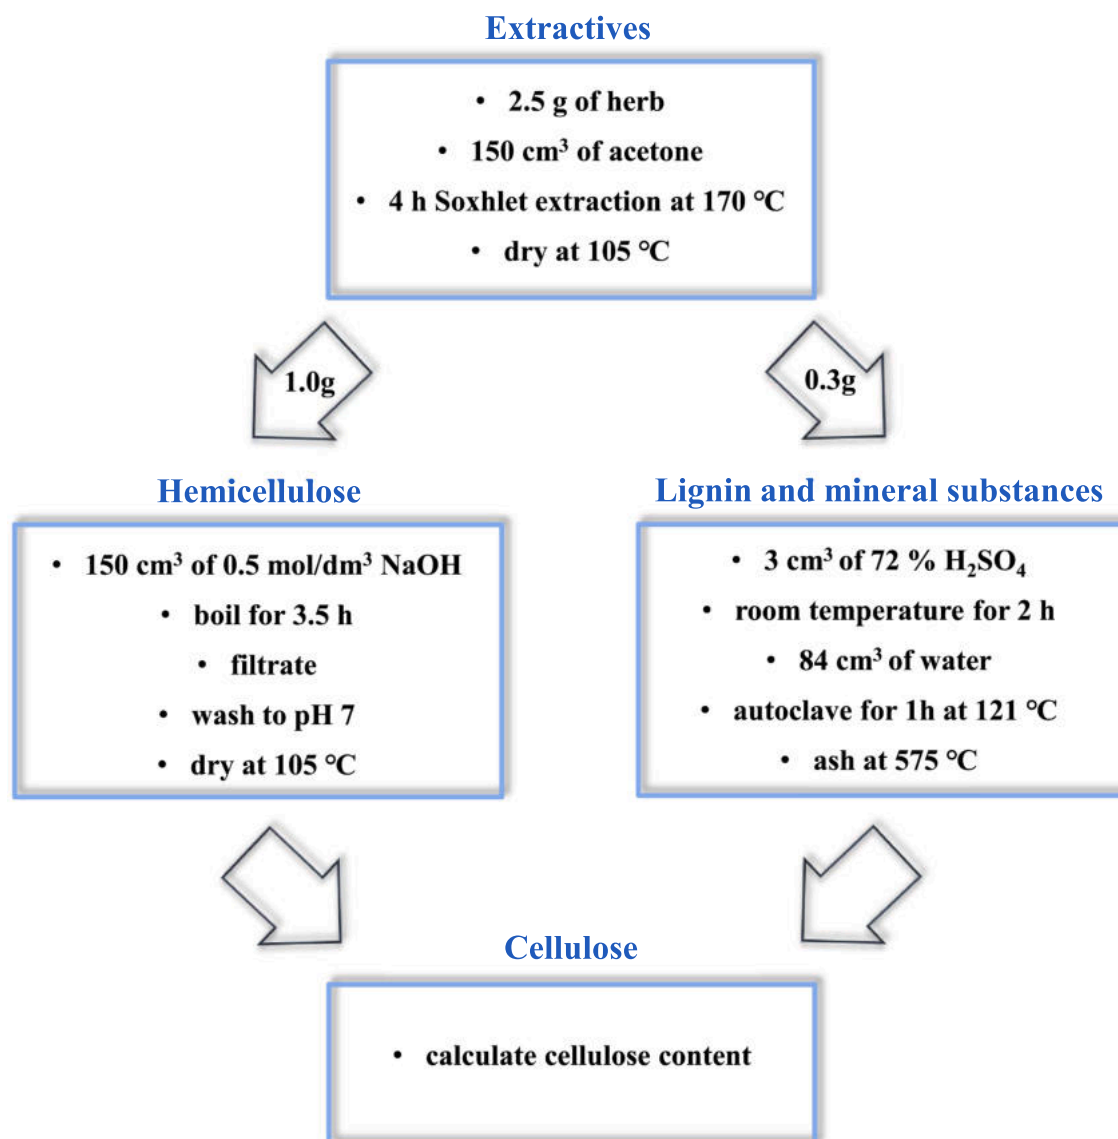 Extractives
• 2.5 g of herb
• 150 cm³ of acetone
• 4 h Soxhlet extraction at 170 °C
• dry at 105 °C
1.0g
0.3g
Hemicellulose
• 150 cm³ of 0.5 mol/dm³ NaOH
• boil for 3.5 h
• filtrate
• wash to pH 7
• dry at 105 °C
Lignin and mineral substances
• 3 cm³ of 72 % H₂SO₄
• room temperature for 2 h
• 84 cm³ of water
• autoclave for 1h at 121 °C
• ash at 575 °C
Cellulose
• calculate cellulose content